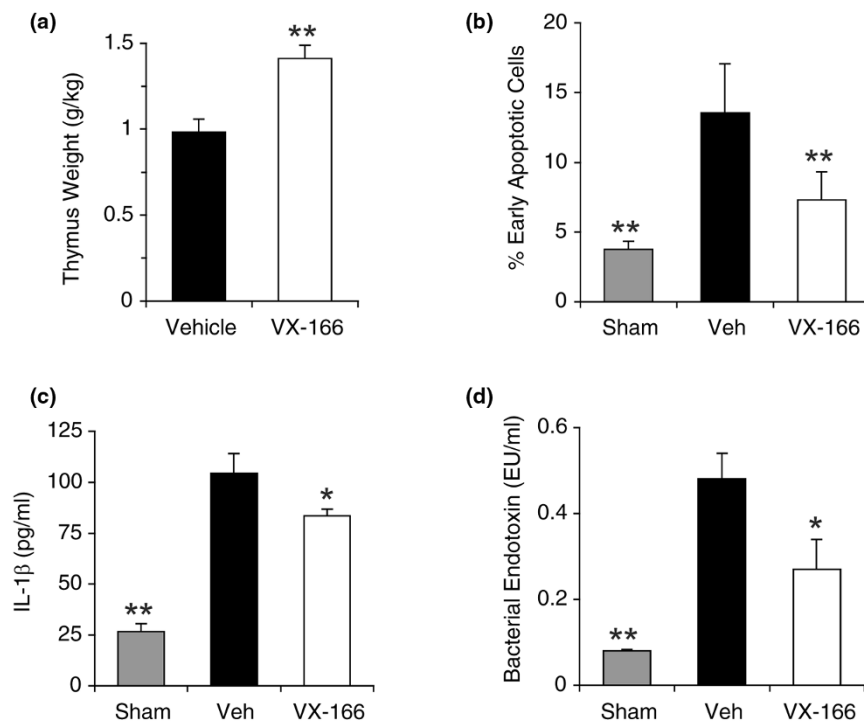 (a)
**
1.5
1
0.5
0
Thymus Weight (g/kg)
Vehicle VX-166
(b)
20
15
10
5
0
% Early Apoptotic Cells
**
**
Sham Veh VX-166
(c)
125
100
75
50
25
0
IL-1β (pg/ml)
**
*
Sham Veh VX-166
(d)
0.6
0.4
0.2
0
Bacterial Endotoxin (EU/ml)
**
*
Sham Veh VX-166